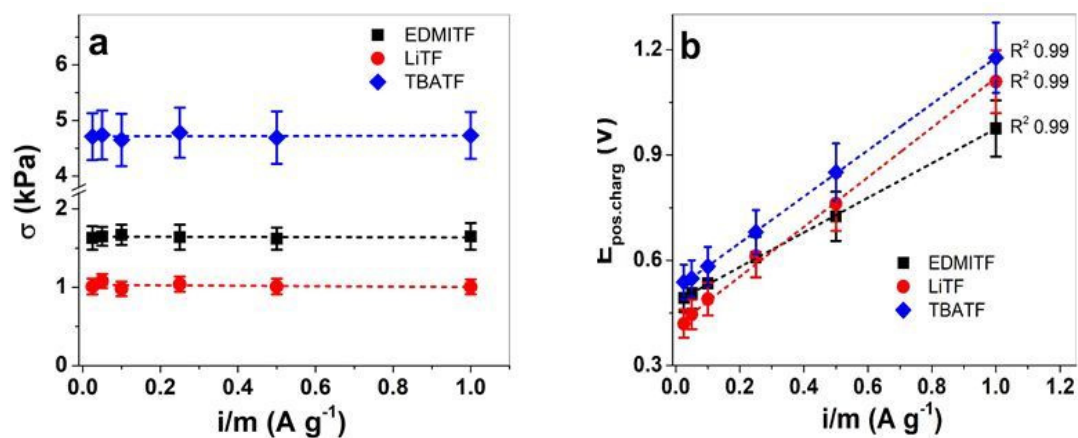 a
EDMITF
LiTF
TBATF
6
5
4
2
1
0
σ (kPa)
0.0 0.2 0.4 0.6 0.8 1.0
i/m (A g⁻¹)
b
R² 0.99
R² 0.99
R² 0.99
1.2
0.9
0.6
0.3
E_pos.charg (V)
EDMITF
LiTF
TBATF
0.0 0.2 0.4 0.6 0.8 1.0 1.2
i/m (A g⁻¹)